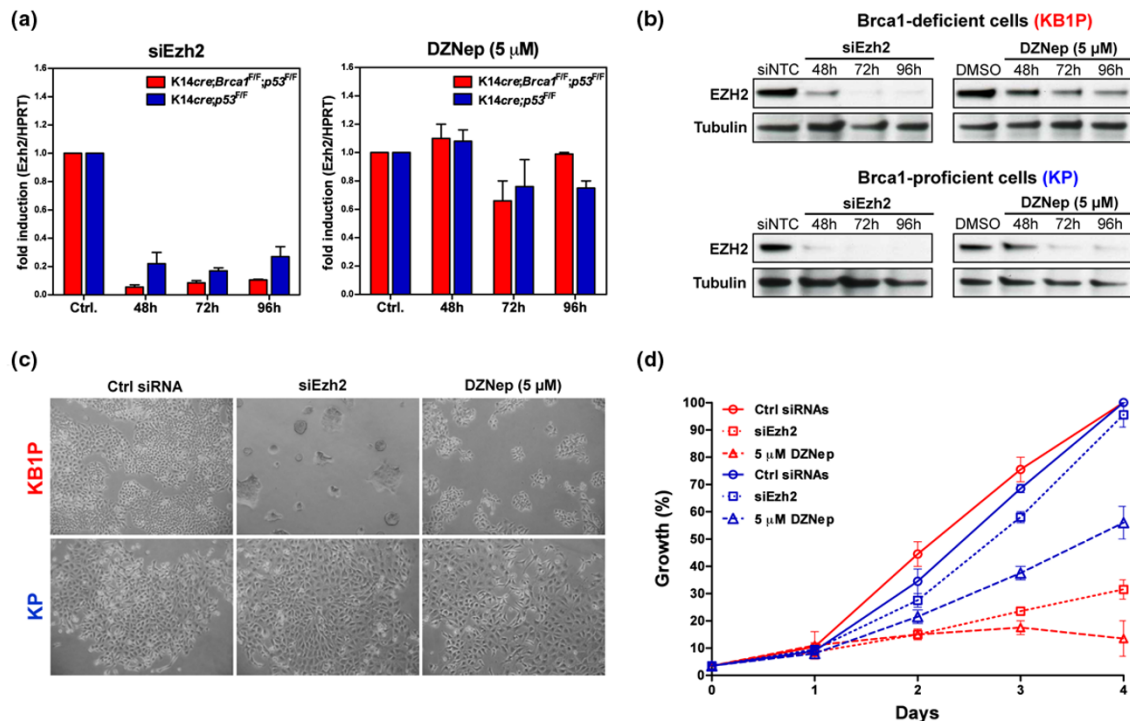 (a)
siEzh2
fold induction (Ezh2/HPRT)
1.6
1.4
1.2
1.0
0.8
0.6
0.4
0.2
0.0
K14cre;Brca1F/F;p53F/F
K14cre;p53F/F
Ctrl. 48h 72h 96h
DZNep (5 µM)
fold induction (Ezh2/HPRT)
1.6
1.4
1.2
1.0
0.8
0.6
0.4
0.2
0.0
K14cre;Brca1F/F;p53F/F
K14cre;p53F/F
Ctrl. 48h 72h 96h
(b)
Brca1-deficient cells (KB1P)
siEzh2 DZNep (5 µM)
siNTC 48h 72h 96h DMSO 48h 72h 96h
EZH2
Tubulin
Brca1-proficient cells (KP)
siEzh2 DZNep (5 µM)
siNTC 48h 72h 96h DMSO 48h 72h 96h
EZH2
Tubulin
(c)
Ctrl siRNA siEzh2 DZNep (5 µM)
KB1P
KP
(d)
Growth (%)
100
90
80
70
60
50
40
30
20
10
0
Ctrl siRNAs
siEzh2
5 µM DZNep
Ctrl siRNAs
siEzh2
5 µM DZNep
0 1 2 3 4
Days